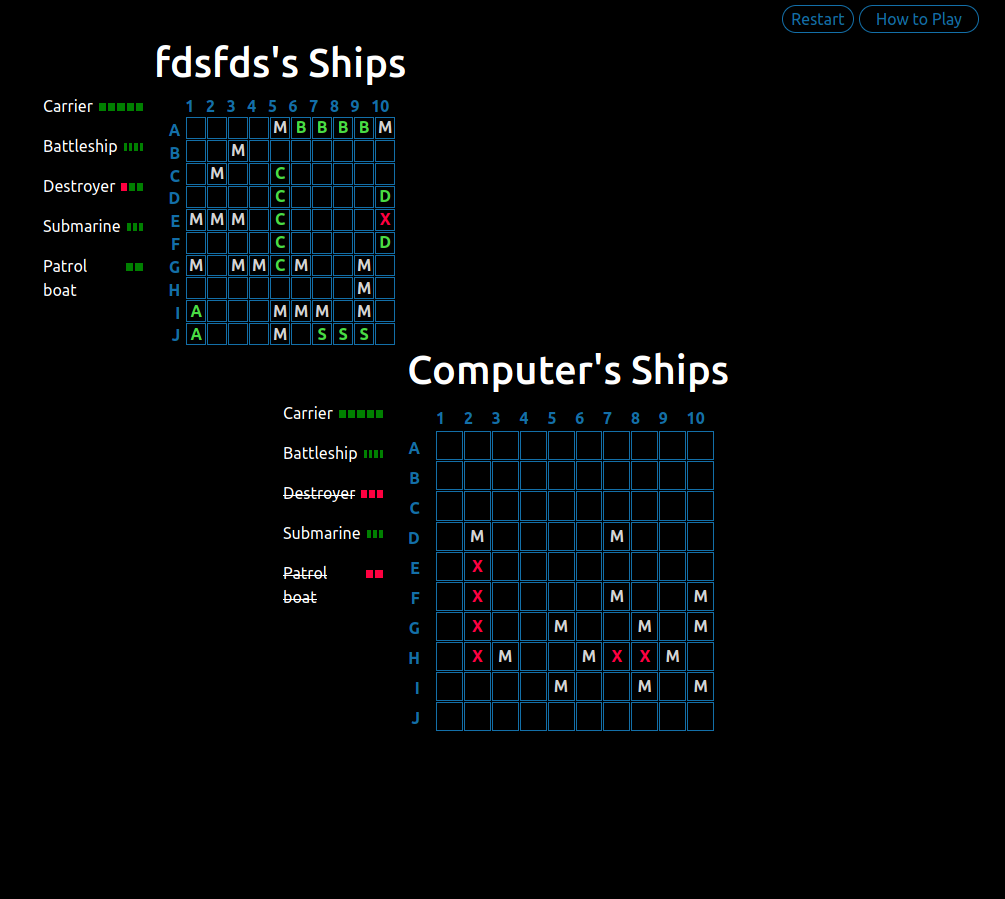 Restart How to Play
fdsfds's Ships
1 2 3 4 5 6 7 8 9 10
Carrier
A M B B B B M
Battleship
B M
C M C
Destroyer
D C D
E M M M C X
Submarine
F C D
Patrol
boat
G M M M C M M
H M
I A M M M M
J A M S S S
Computer's Ships
1 2 3 4 5 6 7 8 9 10
Carrier
A
Battleship
B
Destroyer
C
Submarine
D M M
Patrol
boat
E X
F X M M
G X M M M
H X M M X X M
I M M M
J